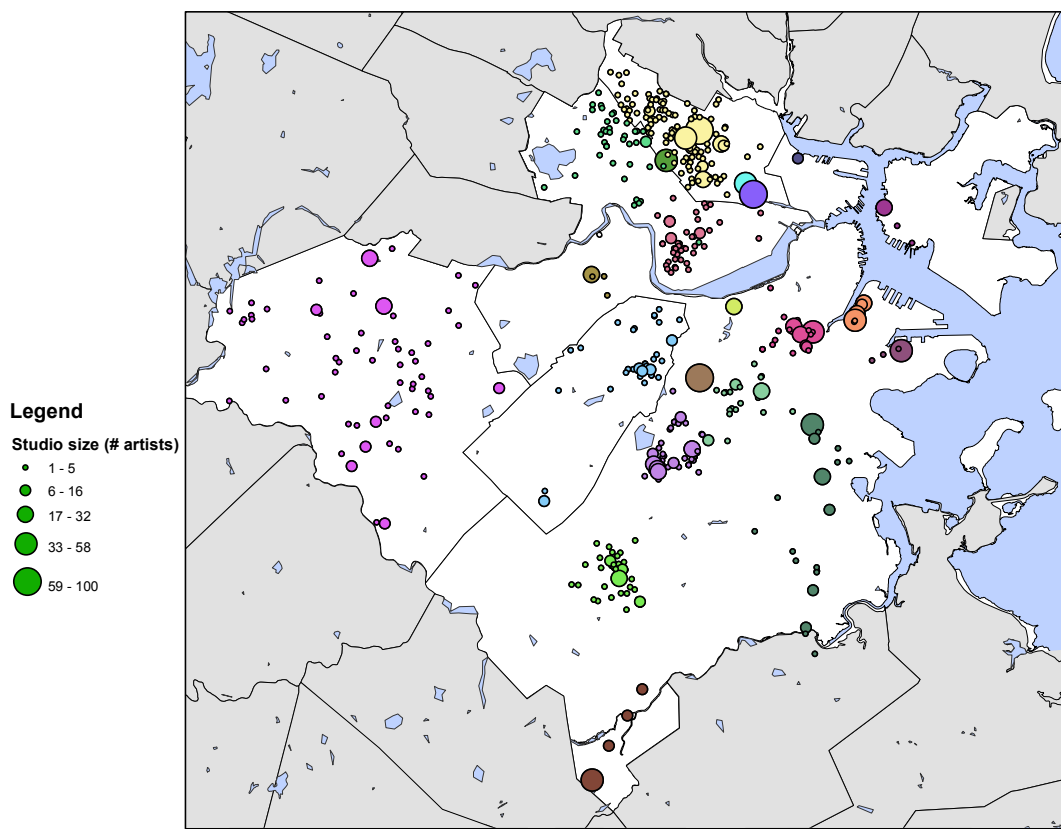 Legend
Studio size (# artists)
1 - 5
6 - 16
17 - 32
33 - 58
59 - 100